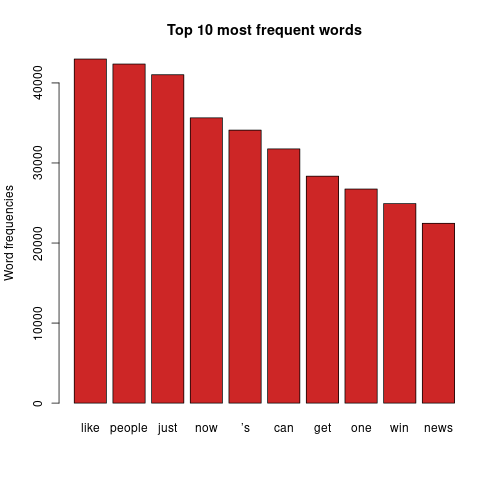 Top 10 most frequent words
Word frequencies
40000
30000
20000
10000
0
like people just now 's can get one win news